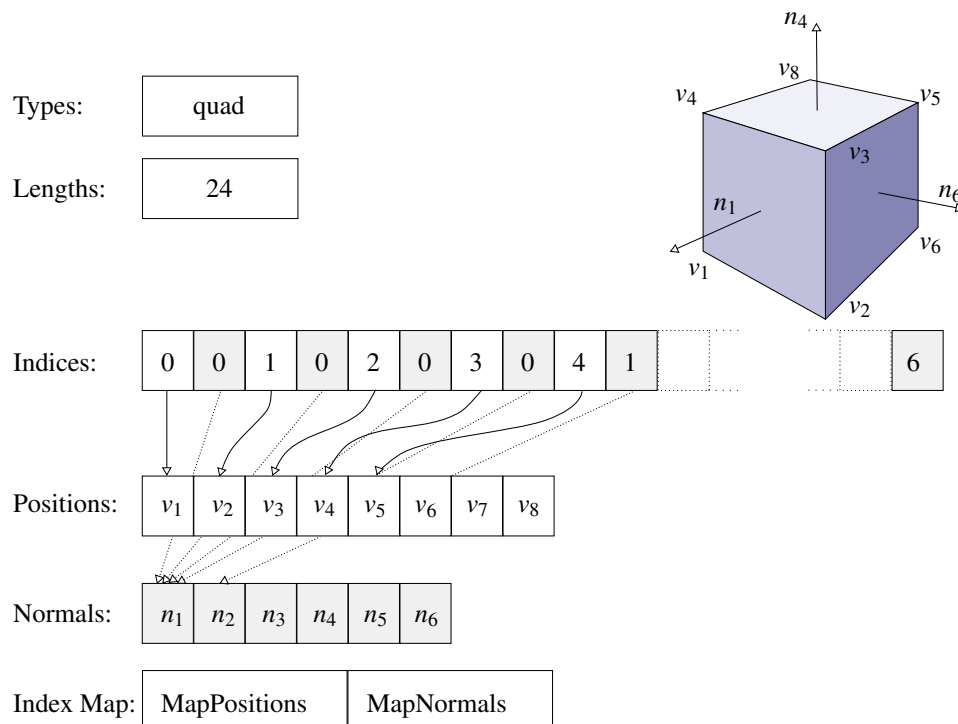 n4
v8
v4
v5
Types:
quad
v3
Lengths:
24
n6
n1
v6
v1
v2
Indices:
0 0 1 0 2 0 3 0 4 1 6
Positions:
v1 v2 v3 v4 v5 v6 v7 v8
Normals:
n1 n2 n3 n4 n5 n6
Index Map:
MapPositions MapNormals